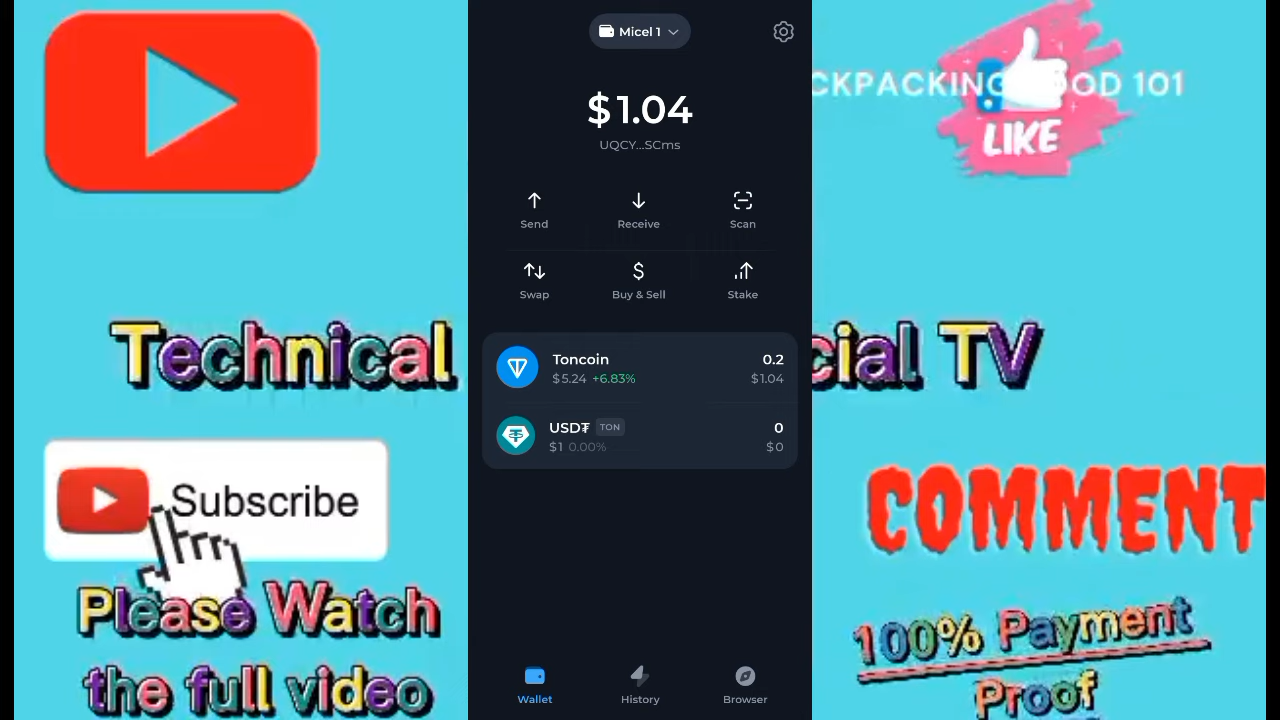 Micel 1
$1.04
UQCY...SCms
Send
Receive
Scan
Swap
Buy & Sell
Stake
Toncoin
0.2
$5.24 +6.83%
$1.04
USD₮ TON
0
$1 0.00%
$0
Wallet
History
Browser
Technical
Subscribe
Please Watch
the full video
CKPACKING
OD 101
LIKE
cial TV
COMMENT
100% Payment
Proof